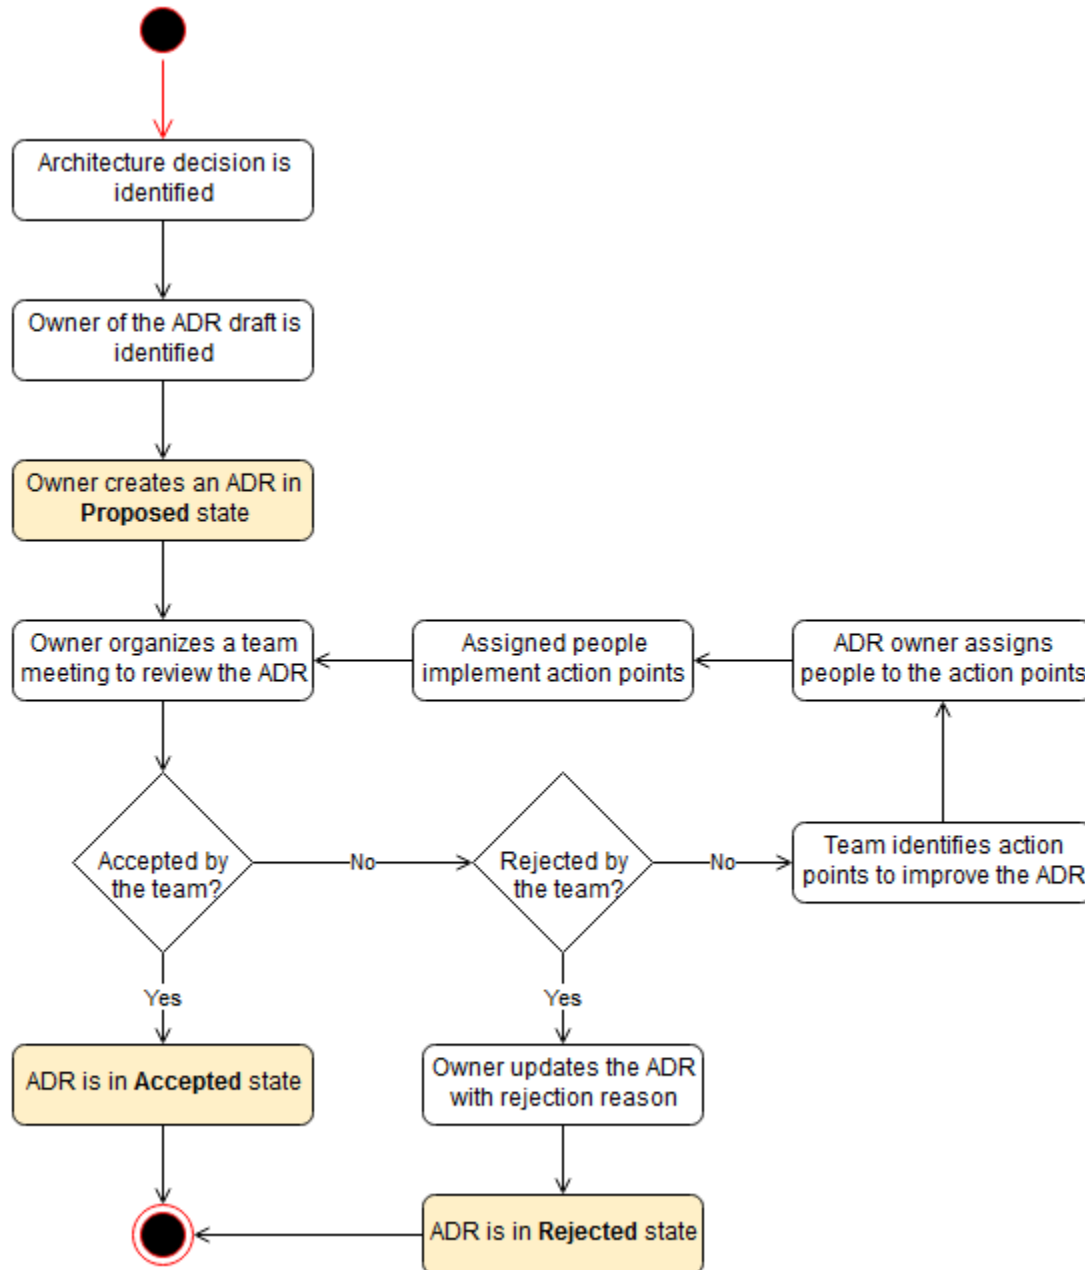 Architecture decision is
identified
Owner of the ADR draft is
identified
Owner creates an ADR in
Proposed state
Owner organizes a team
meeting to review the ADR
Assigned people
implement action points
ADR owner assigns
people to the action points
Accepted by
the team?
No
Rejected by
the team?
No
Team identifies action
points to improve the ADR
Yes
Yes
ADR is in Accepted state
Owner updates the ADR
with rejection reason
ADR is in Rejected state